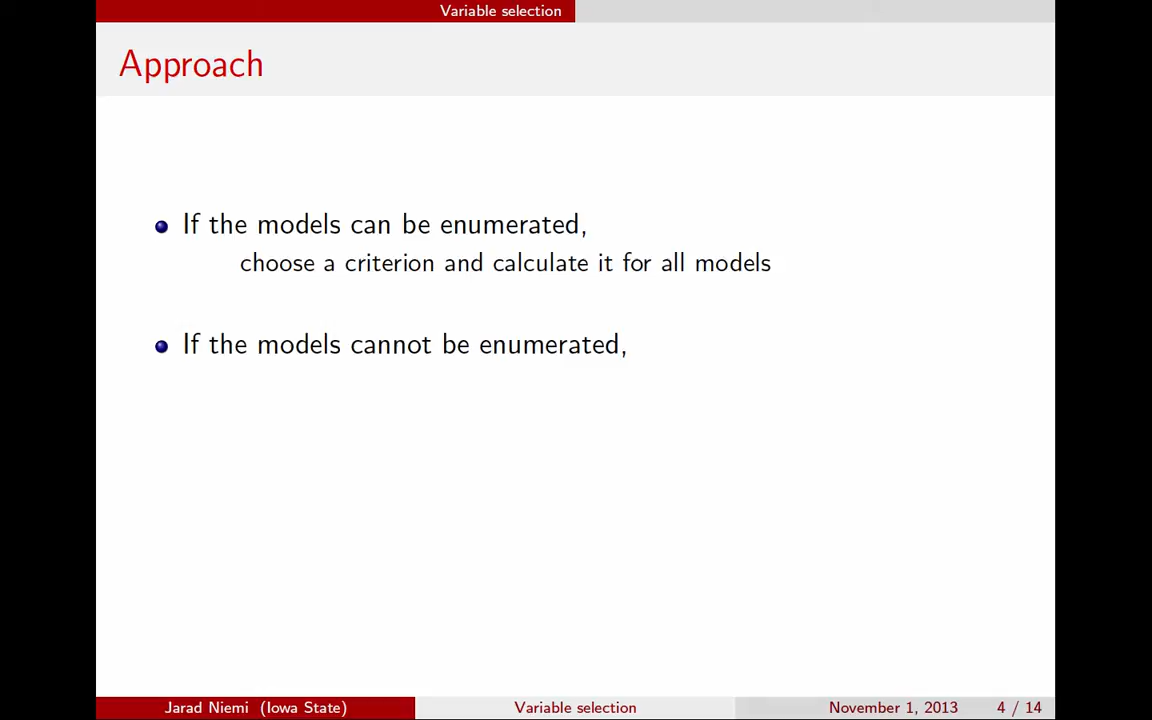 Variable selection
Approach
If the models can be enumerated,
choose a criterion and calculate it for all models
If the models cannot be enumerated,
Jarad Niemi (Iowa State) Variable selection November 1, 2013 4 / 14